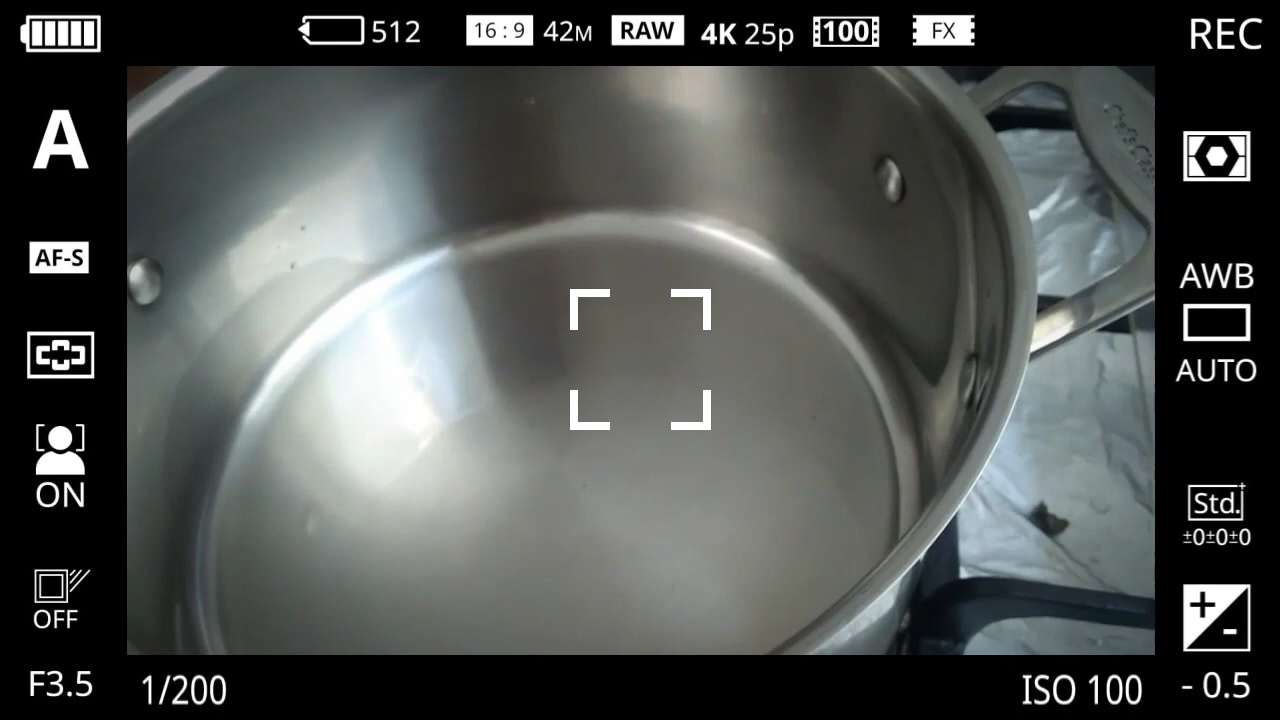 512 16:9 42M RAW 4K 25p 100 FX REC
A
AF-S
AWB
AUTO
ON
Std.+
±0±0±0
OFF
F3.5 1/200 ISO 100 - 0.5